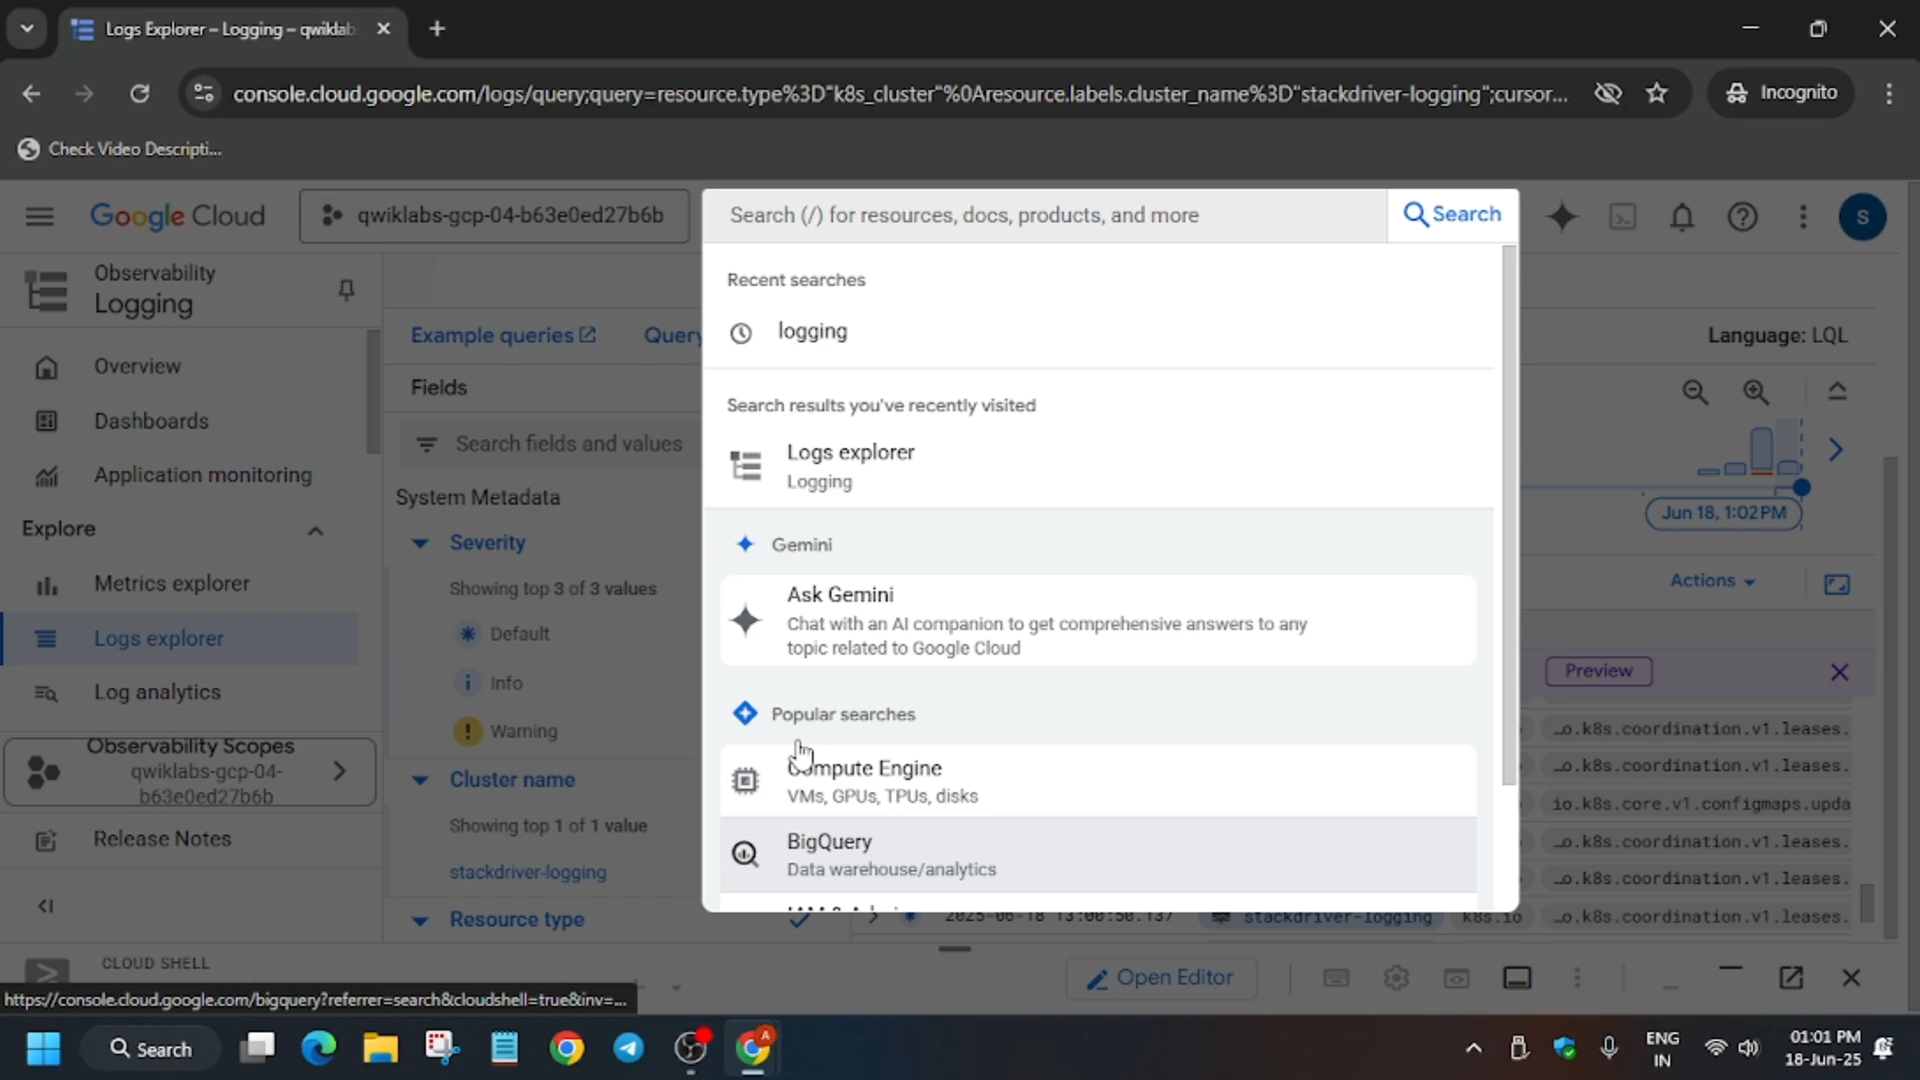 Logs Explorer – Logging – qwiklab
console.cloud.google.com/logs/query;query=resource.type%3D"k8s_cluster"%0Aresource.labels.cluster_name%3D"stackdriver-logging";cursor...
Incognito
Check Video Descripti...
Google Cloud
qwiklabs-gcp-04-b63e0ed27b6b
Search (/) for resources, docs, products, and more
Search
S
Observability
Logging
Overview
Dashboards
Application monitoring
Explore
Metrics explorer
Logs explorer
Log analytics
Observability Scopes
qwiklabs-gcp-04-
b63e0ed27b6b
Release Notes
Example queries
Query
Language: LQL
Fields
Search fields and values
System Metadata
Severity
Showing top 3 of 3 values
Default
Info
Warning
Cluster name
Showing top 1 of 1 value
stackdriver-logging
Resource type
Recent searches
logging
Search results you've recently visited
Logs explorer
Logging
Gemini
Ask Gemini
Chat with an AI companion to get comprehensive answers to any
topic related to Google Cloud
Popular searches
Compute Engine
VMs, GPUs, TPUs, disks
BigQuery
Data warehouse/analytics
Jun 18, 1:02 PM
Actions
Preview
…o.k8s.coordination.v1.leases.
…o.k8s.coordination.v1.leases.
io.k8s.core.v1.configmaps.upda
…o.k8s.coordination.v1.leases.
…o.k8s.coordination.v1.leases.
2025-06-18 13:00:50.137 stackdriver-logging k8s.io …o.k8s.coordination.v1.leases.
CLOUD SHELL
Open Editor
https://console.cloud.google.com/bigquery?referrer=search&cloudshell=true&inv=...
Search
ENG
IN
01:01 PM
18-Jun-25